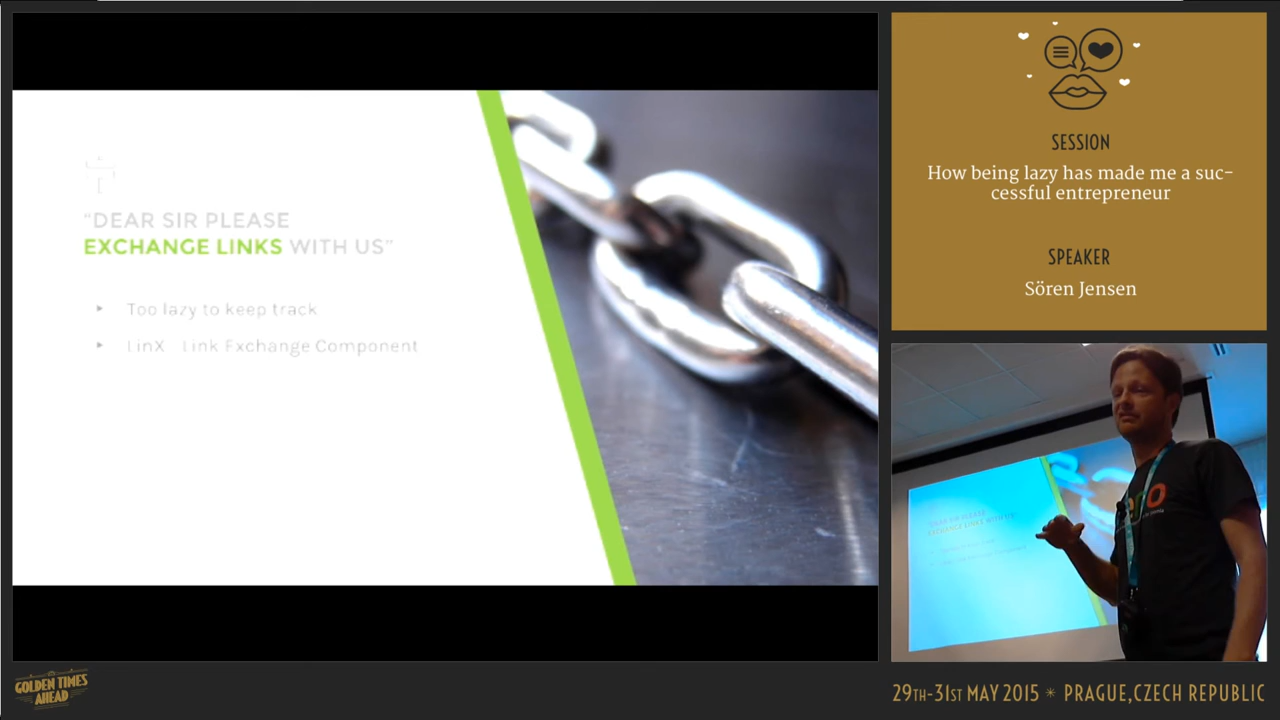 “DEAR SIR PLEASE
EXCHANGE LINKS WITH US”
Too lazy to keep track
LinX Link Exchange Component
SESSION
How being lazy has made me a suc-
cessful entrepreneur
SPEAKER
Sören Jensen
GOLDEN TIMES
AHEAD
29TH-31ST MAY 2015 * PRAGUE,CZECH REPUBLIC